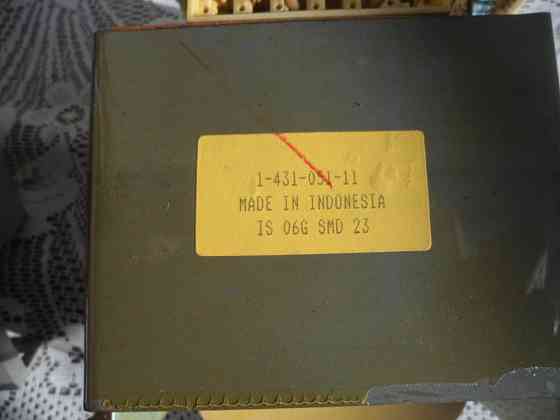 1-431-051-11
MADE IN INDONESIA
IS 06G SMD 23